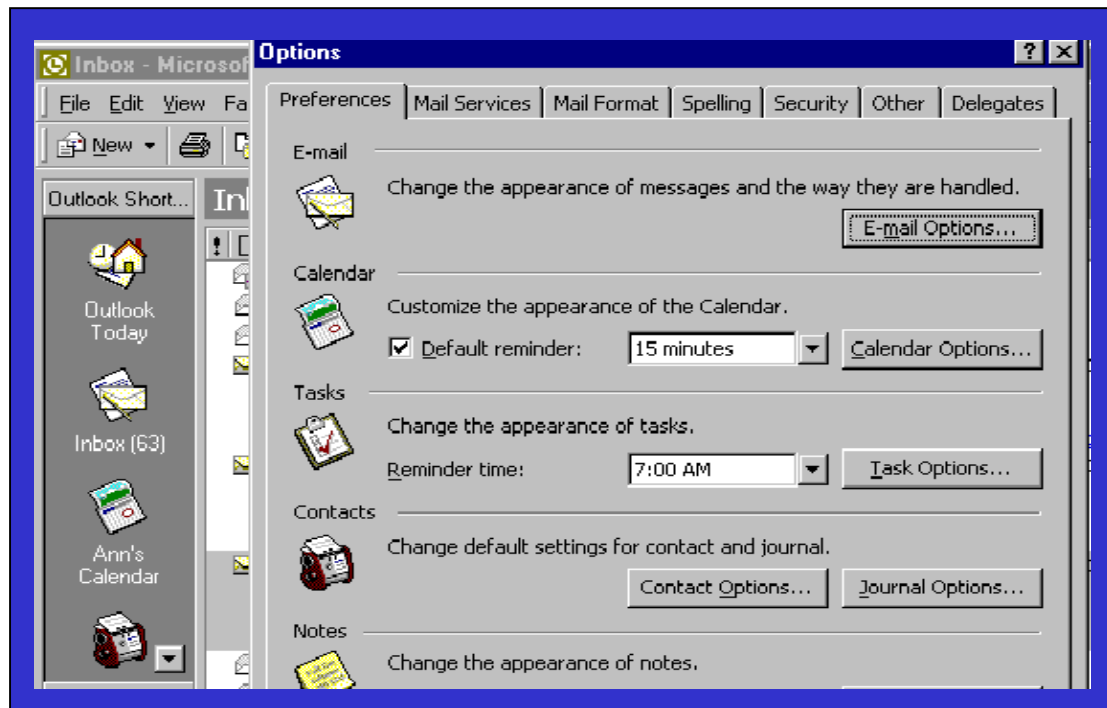 Inbox - Microsof
Options
File Edit View Fa
Preferences Mail Services Mail Format Spelling Security Other Delegates
New
E-mail
Change the appearance of messages and the way they are handled.
E-mail Options...
Outlook Short...
Calendar
Customize the appearance of the Calendar.
Default reminder: 15 minutes Calendar Options...
Outlook
Today
Tasks
Change the appearance of tasks.
Reminder time: 7:00 AM Task Options...
Inbox (63)
Contacts
Change default settings for contact and journal.
Contact Options... Journal Options...
Ann's
Calendar
Notes
Change the appearance of notes.